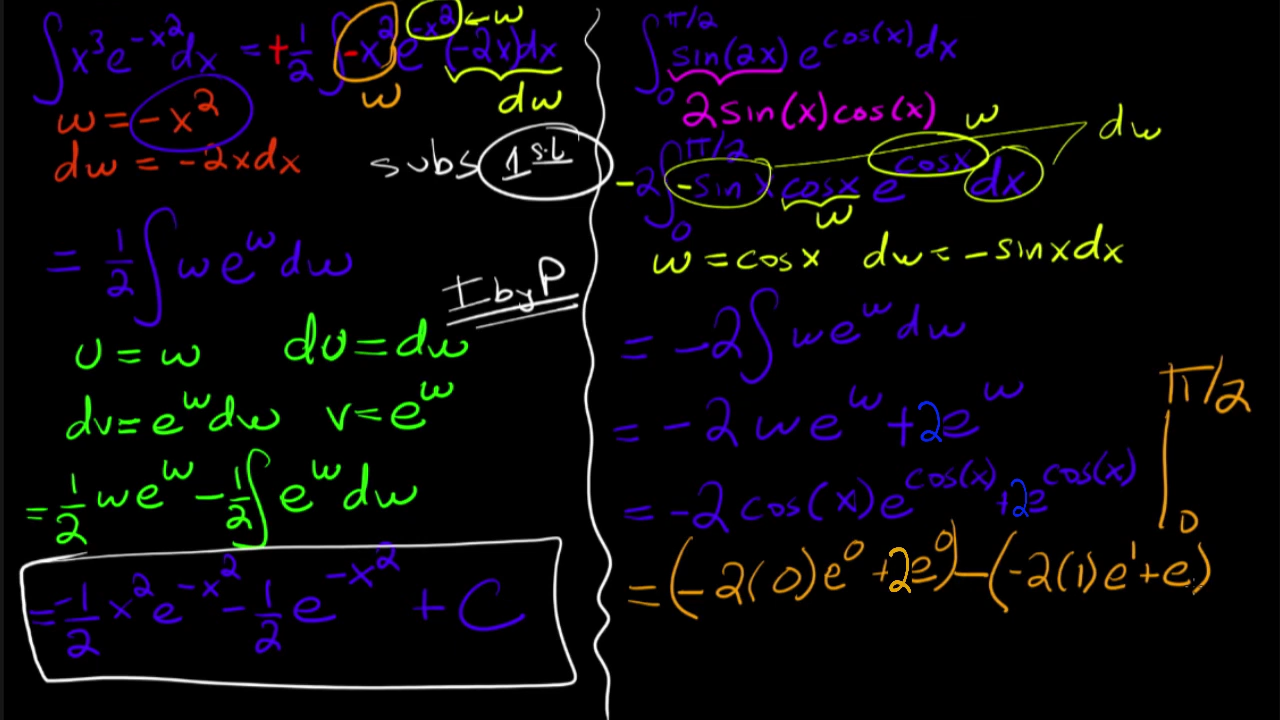 ∫x³e^(-x²)dx = +1/2 ∫-x² e^(-x²) (-2x)dx
← w
w
dw
w = -x²
dw = -2xdx
subs 1st
= 1/2 ∫we^w dw
I by P
U = w dU = dw
dv = e^w dw v = e^w
= 1/2 we^w - 1/2 ∫e^w dw
= -1/2 x²e^(-x²) - 1/2 e^(-x²) + C
∫₀^(π/2) sin(2x) e^(cos(x)) dx
2sin(x)cos(x)
w
dw
-2∫₀^(π/2) -sinx cosx e^(cosx) dx
w
w = cosx dw = -sinxdx
= -2∫we^w dw
= -2we^w + 2e^w
= -2cos(x)e^(cos(x)) + 2e^(cos(x)) |₀^(π/2)
= (-2(0)e⁰ + 2e⁰) - (-2(1)e¹ + e)